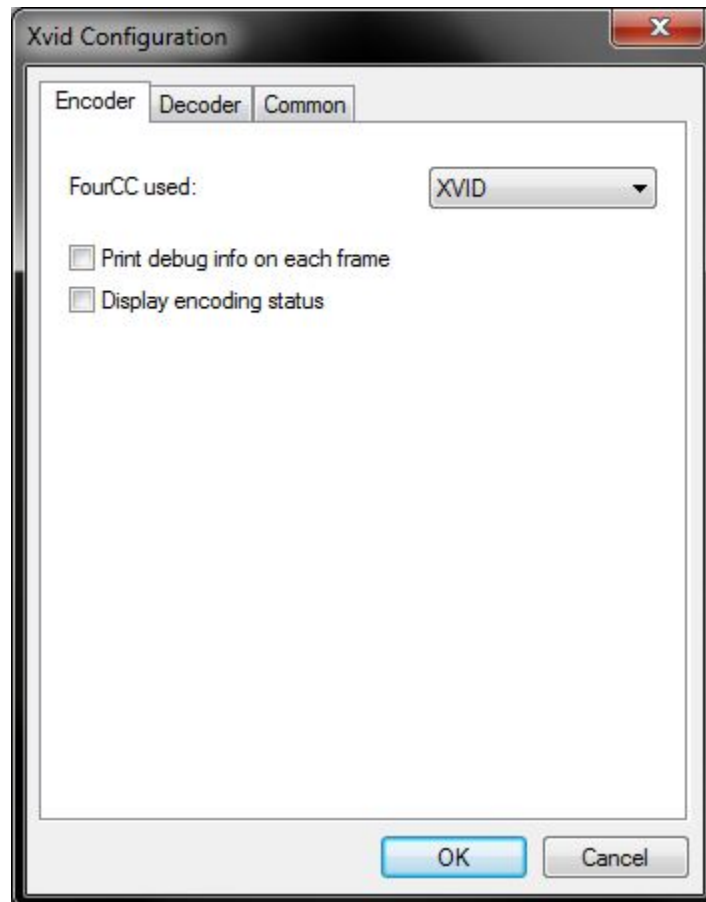 Xvid Configuration
Encoder Decoder Common
FourCC used: XVID
Print debug info on each frame
Display encoding status
OK Cancel